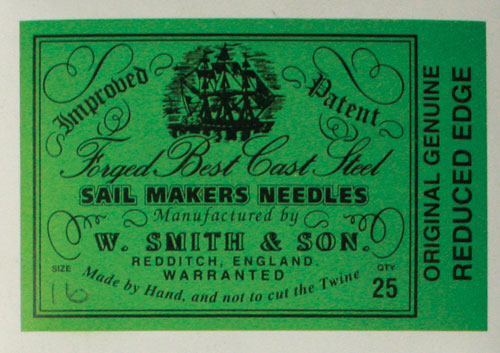 Improved Patent
Forged Best Cast Steel
SAIL MAKERS NEEDLES
Manufactured by
W. SMITH & SON.
REDDITCH, ENGLAND.
WARRANTED
Made by Hand, and not to cut the Twine
SIZE
16
QTY
25
ORIGINAL GENUINE
REDUCED EDGE